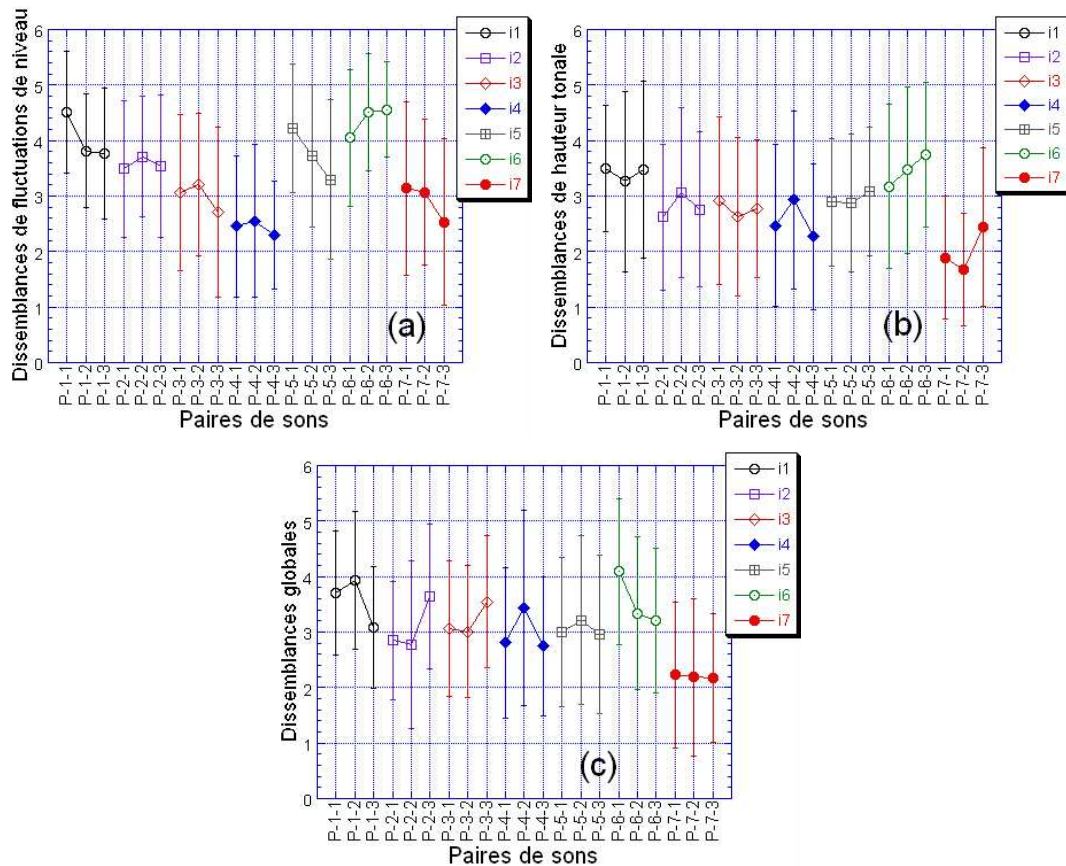 Dissemblances de fluctuations de niveau
6
5
4
3
2
1
0
i1
i2
i3
i4
i5
i6
i7
(a)
P-1-1
P-1-2
P-1-3
P-2-1
P-2-2
P-2-3
P-3-1
P-3-2
P-3-3
P-4-1
P-4-2
P-4-3
P-5-1
P-5-2
P-5-3
P-6-1
P-6-2
P-6-3
P-7-1
P-7-2
P-7-3
Paires de sons
Dissemblances de hauteur tonale
6
5
4
3
2
1
0
i1
i2
i3
i4
i5
i6
i7
(b)
P-1-1
P-1-2
P-1-3
P-2-1
P-2-2
P-2-3
P-3-1
P-3-2
P-3-3
P-4-1
P-4-2
P-4-3
P-5-1
P-5-2
P-5-3
P-6-1
P-6-2
P-6-3
P-7-1
P-7-2
P-7-3
Paires de sons
Dissemblances globales
6
5
4
3
2
1
0
i1
i2
i3
i4
i5
i6
i7
(c)
P-1-1
P-1-2
P-1-3
P-2-1
P-2-2
P-2-3
P-3-1
P-3-2
P-3-3
P-4-1
P-4-2
P-4-3
P-5-1
P-5-2
P-5-3
P-6-1
P-6-2
P-6-3
P-7-1
P-7-2
P-7-3
Paires de sons